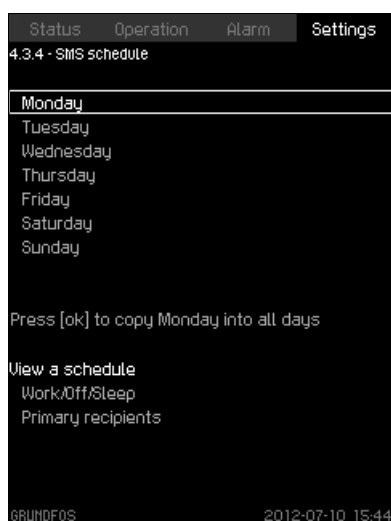 Status Operation Alarm Settings
4.3.4 - SMS schedule
Monday
Tuesday
Wednesday
Thursday
Friday
Saturday
Sunday
Press [ok] to copy Monday into all days
View a schedule
Work/Off/Sleep
Primary recipients
GRUNDFOS 2012-07-10 15:44